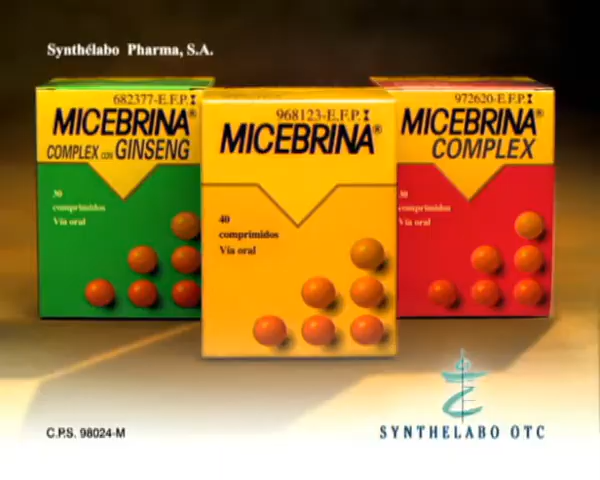 Synthélabo Pharma, S.A.
682377-E.F.P.
MICEBRINA®
COMPLEX CON GINSENG
30
comprimidos
Vía oral
968123-E.F.P.
MICEBRINA®
40
comprimidos
Vía oral
972620-E.F.P.
MICEBRINA®
COMPLEX
30
comprimidos
Vía oral
C.P.S. 98024-M
SYNTHELABO OTC